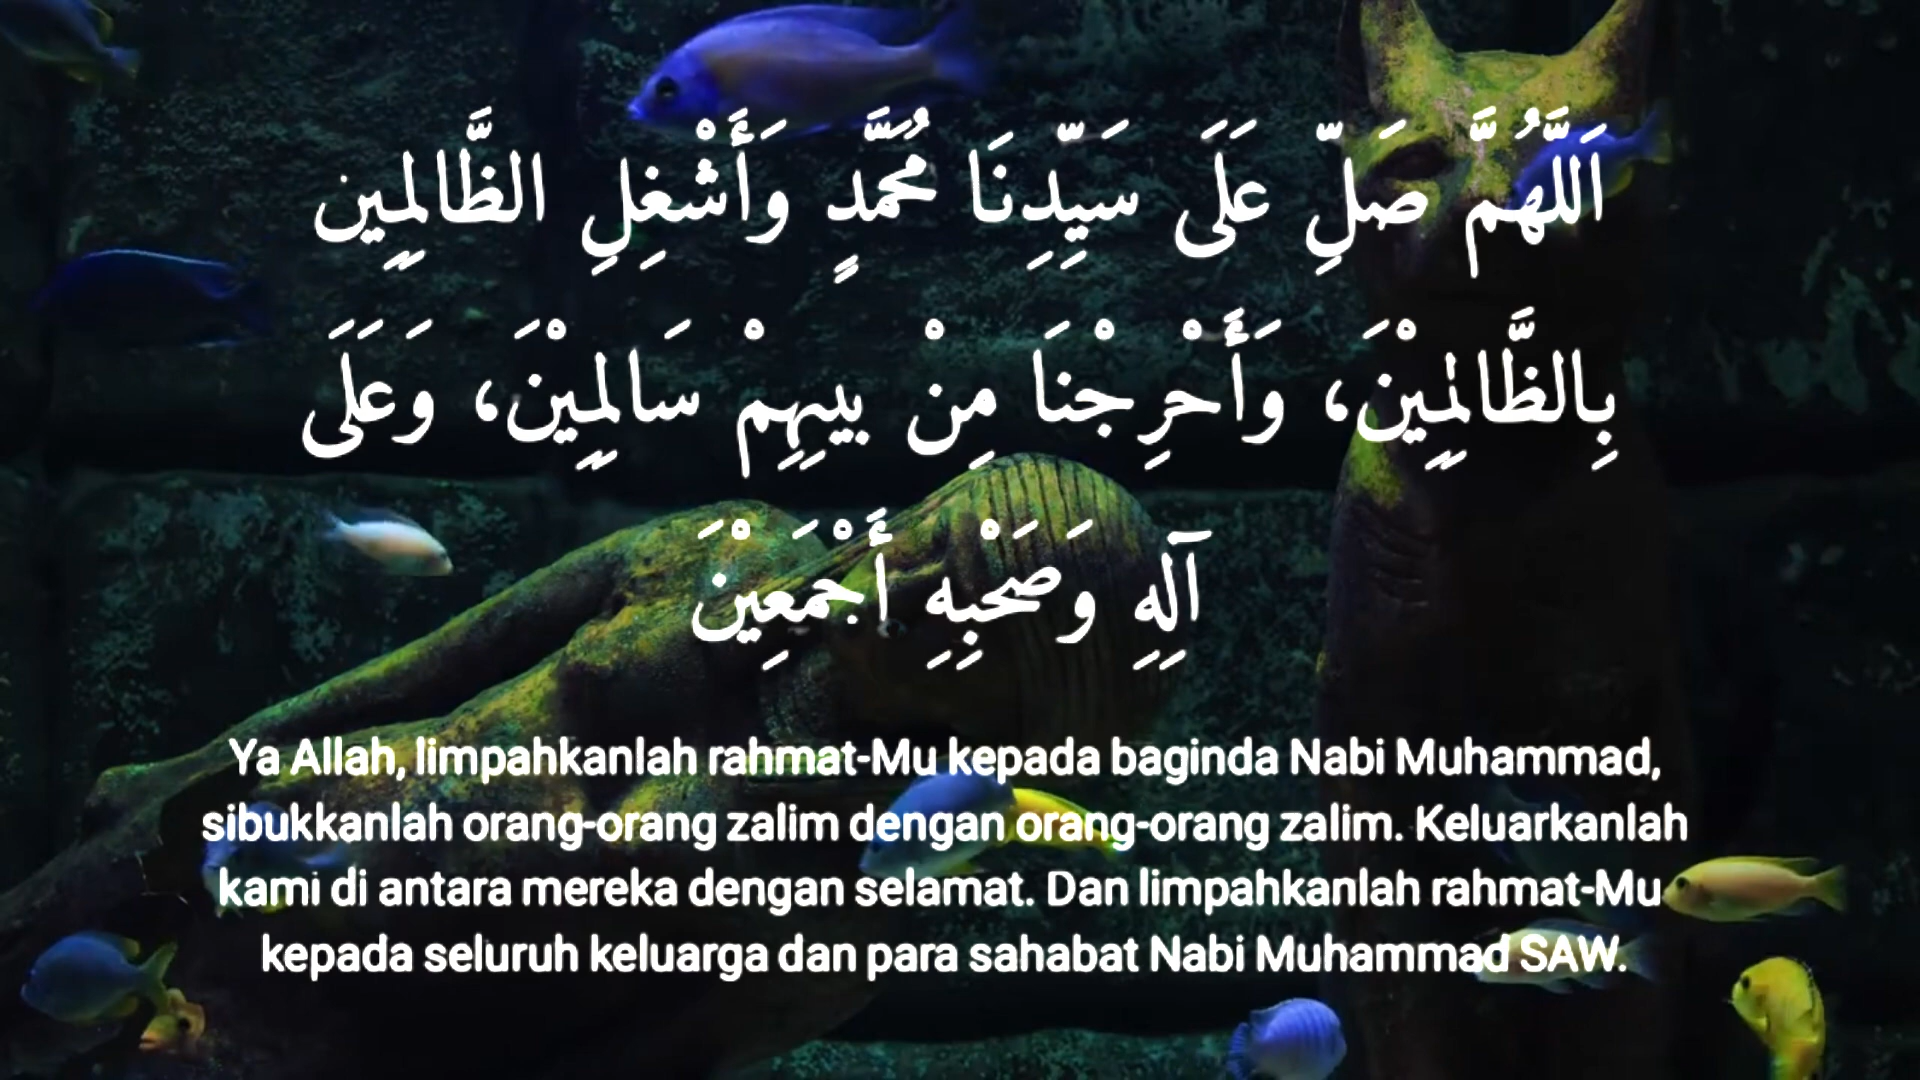 اَللَّهُمَّ صَلِّ عَلَى سَيِّدِنَا مُحَمَّدٍ وَأَشْغِلِ الظَّالِمِين
بِالظَّالِمِيْنَ، وَأَحْرِجْنَا مِنْ بَيبِهِمْ سَالِمِيْنَ، وَعَلَى
آلِهِ وَصَحْبِهِ أَجْمَعِيْنَ
Ya Allah, limpahkanlah rahmat-Mu kepada baginda Nabi Muhammad,
sibukkanlah orang-orang zalim dengan orang-orang zalim. Keluarkanlah
kami di antara mereka dengan selamat. Dan limpahkanlah rahmat-Mu
kepada seluruh keluarga dan para sahabat Nabi Muhammad SAW.